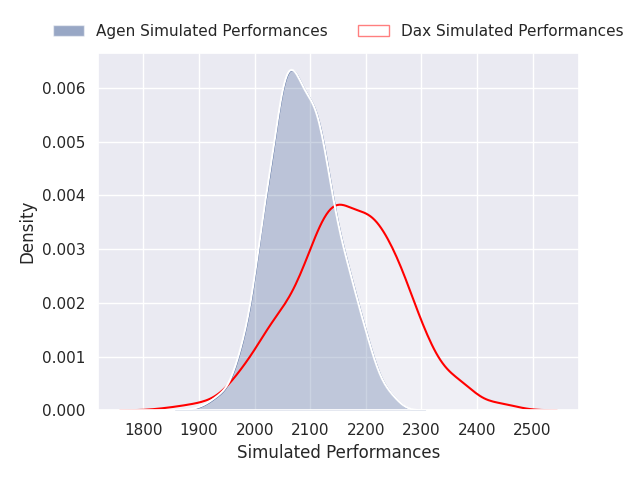 Agen Simulated Performances Dax Simulated Performances
0.006
0.005
0.004
0.003
0.002
0.001
0.000
Density
1800 1900 2000 2100 2200 2300 2400 2500
Simulated Performances